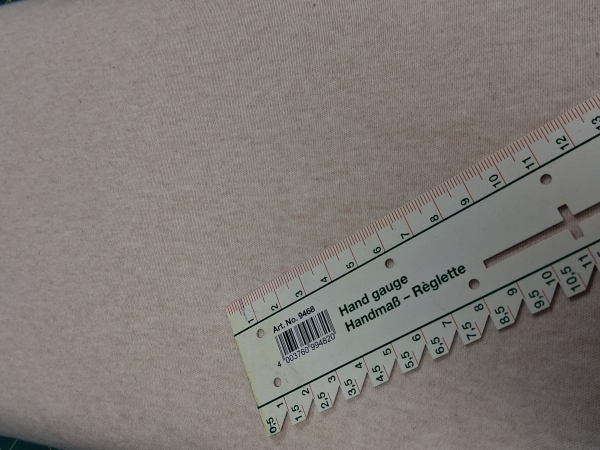 1 2 3 4 5 6 7 8 9 10 11 12 13
Art. No. 9468
4 003760 994820
Hand gauge
Handmaß – Règlette
0.5 1 1.5 2 2.5 3 3.5 4 4.5 5 5.5 6 6.5 7 7.5 8 8.5 9 9.5 10 10.5 11